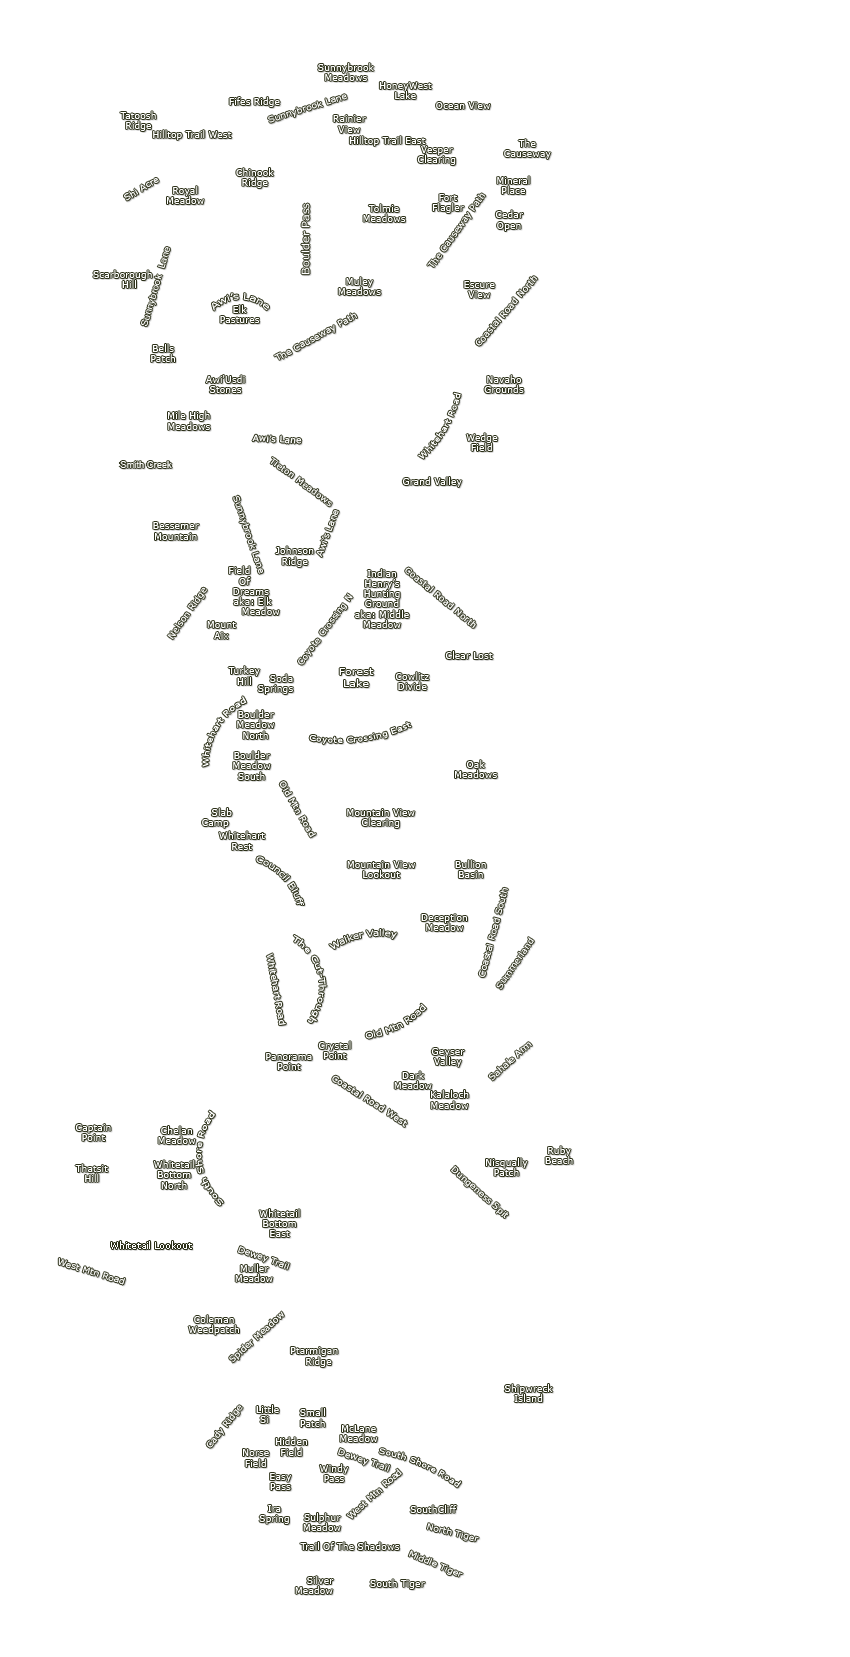 Sunnybrook
Meadows
HoneyWest
Lake
Fifes Ridge
Sunnybrook Lane
Ocean View
Tatoosh
Ridge
Hilltop Trail West
Rainier
View
Hilltop Trail East
Vesper
Clearing
The
Causeway
Shi Acre
Royal
Meadow
Chinook
Ridge
Mineral
Place
Fort
Flagler
Tolmie
Meadows
Cedar
Open
The Causeway Path
Boulder Pass
Scarborough
Hill
Sunnybrook Lane
Awi's Lane
Elk
Pastures
Muley
Meadows
Escure
View
Coastal Road North
The Causeway Path
Bells
Patch
Awi'Usdi
Stones
Navaho
Grounds
Mile High
Meadows
Whitehart Road
Awi's Lane
Wedge
Field
Smith Creek
Tieton Meadows
Grand Valley
Bessemer
Mountain
Sunnybrook Lane
Awi's Lane
Johnson
Ridge
Field
Of
Dreams
aka: Elk
Meadow
Indian
Henry's
Hunting
Ground
aka: Middle
Meadow
Coastal Road North
Nelson Ridge
Mount
Aix
Coyote Crossing N
Clear Lost
Turkey
Hill
Soda
Springs
Forest
Lake
Cowlitz
Divide
Whitehart Road
Boulder
Meadow
North
Coyote Crossing East
Boulder
Meadow
South
Oak
Meadows
Old Mtn Road
Slab
Camp
Mountain View
Clearing
Whitehart
Rest
Council Bluff
Mountain View
Lookout
Bullion
Basin
Deception
Meadow
Coastal Road South
Walker Valley
Summerland
The Cut-Through
Whitehart Road
Old Mtn Road
Crystal
Point
Panorama
Point
Geyser
Valley
Sahale Arm
Dark
Meadow
Coastal Road West
Kalaloch
Meadow
Captain
Point
Chelan
Meadow
South Shore Road
Thatsit
Hill
Whitetail
Bottom
North
Nisqually
Patch
Ruby
Beach
Dungeness Spit
Whitetail
Bottom
East
Whitetail Lookout
Dewey Trail
West Mtn Road
Muller
Meadow
Coleman
Weedpatch
Spider Meadow
Ptarmigan
Ridge
Shipwreck
Island
Cady Ridge
Little
Si
Small
Patch
McLane
Meadow
Hidden
Field
Norse
Field
Dewey Trail
South Shore Road
Windy
Pass
Easy
Pass
West Mtn Road
Ira
Spring
Sulphur
Meadow
SouthCliff
North Tiger
Trail Of The Shadows
Middle Tiger
Silver
Meadow
South Tiger